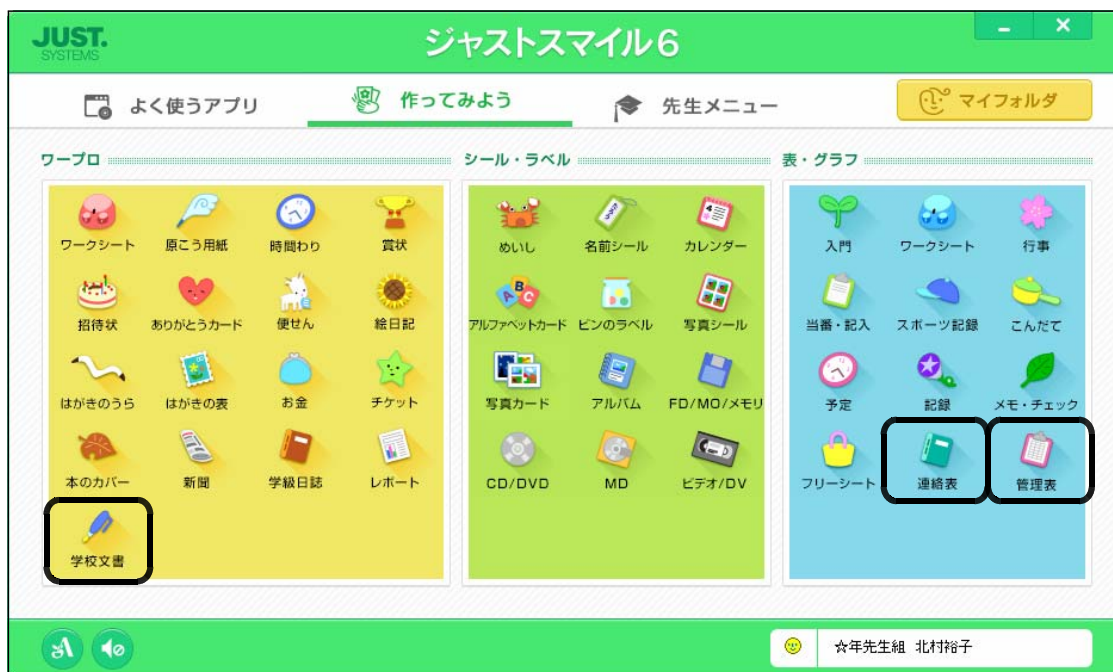 JUST.
SYSTEMS
ジャストスマイル6
よく使うアプリ
作ってみよう
先生メニュー
マイフォルダ
ワープロ
ワークシート 原こう用紙 時間わり 賞状
招待状 ありがとうカード 便せん 絵日記
はがきのうら はがきの表 お金 チケット
本のカバー 新聞 学級日誌 レポート
学校文書
シール・ラベル
めいし 名前シール カレンダー
アルファベットカード ビンのラベル 写真シール
写真カード アルバム FD/MO/メモリ
CD/DVD MD ビデオ/DV
表・グラフ
入門 ワークシート 行事
当番・記入 スポーツ記録 こんだて
予定 記録 メモ・チェック
フリーシート 連絡表 管理表
☆年先生組 北村裕子